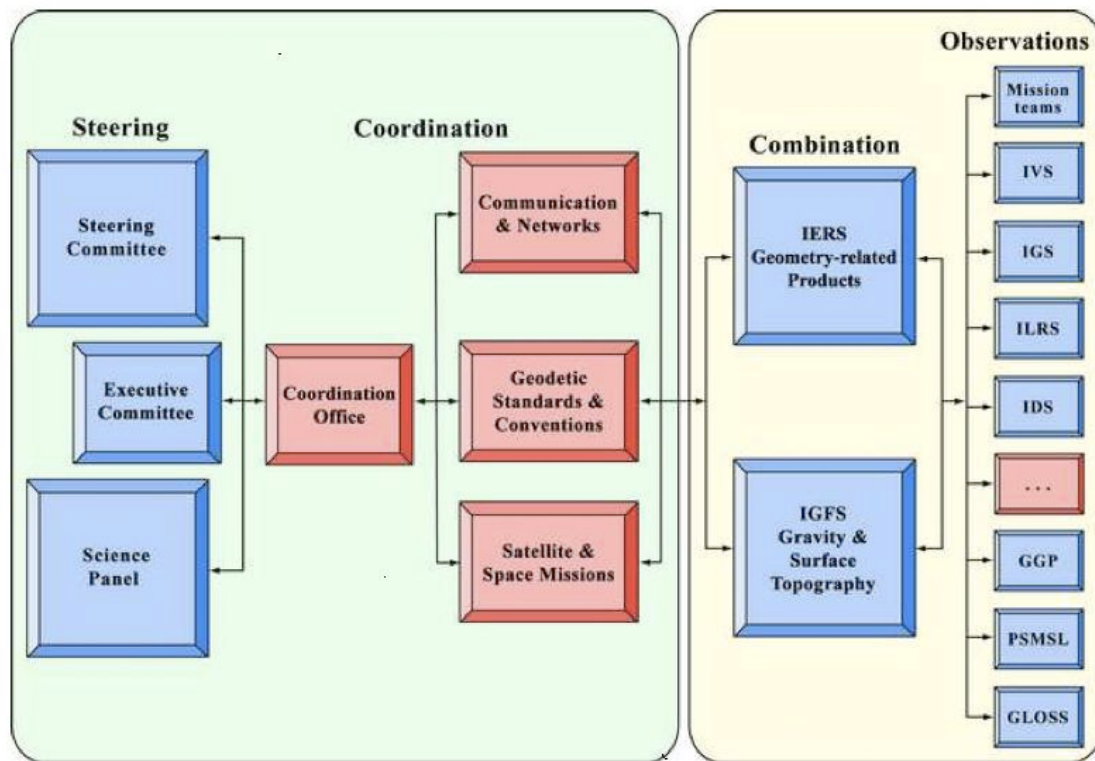 Steering
Steering
Committee
Executive
Committee
Science
Panel
Coordination
Coordination
Office
Communication
& Networks
Geodetic
Standards &
Conventions
Satellite &
Space Missions
Combination
IERS
Geometry-related
Products
IGFS
Gravity &
Surface
Topography
Observations
Mission
teams
IVS
IGS
ILRS
IDS
...
GGP
PSMSL
GLOSS